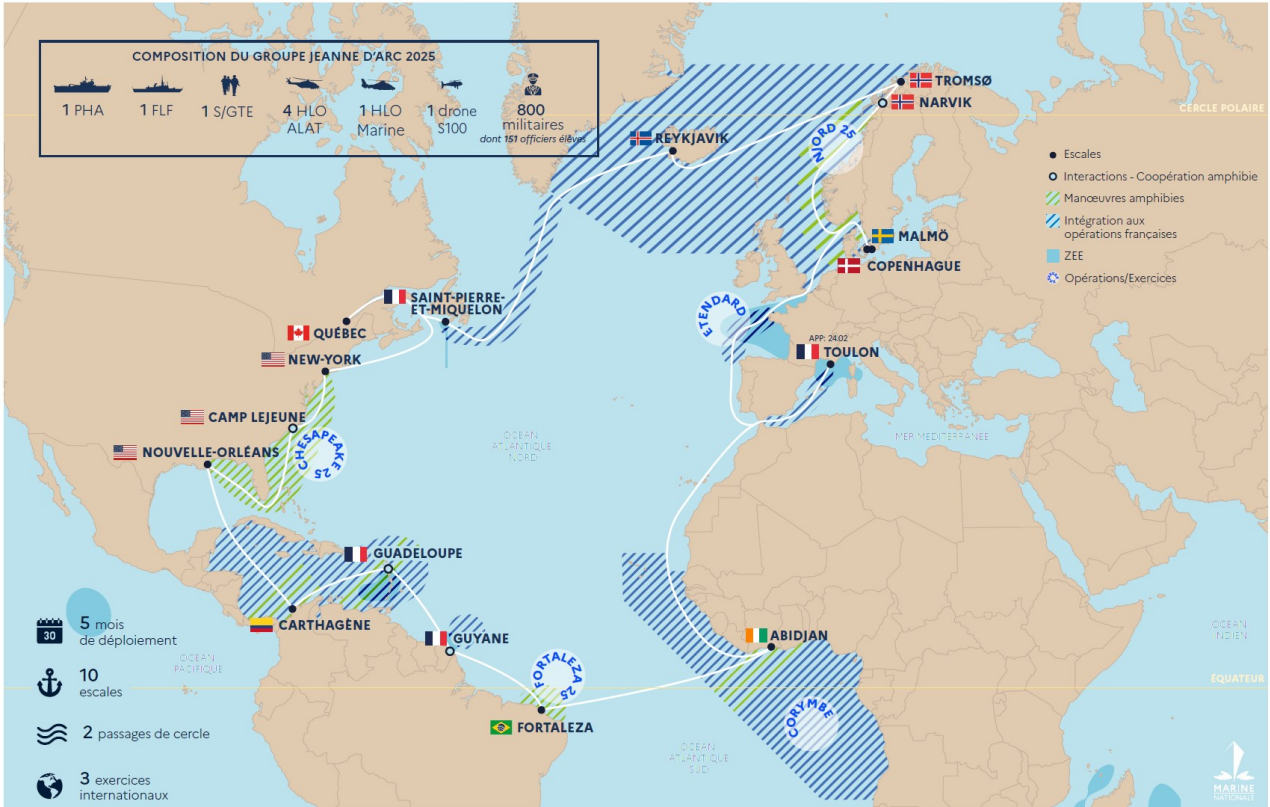 COMPOSITION DU GROUPE JEANNE D'ARC 2025
1 PHA
1 FLF
1 S/GTE
4 HLO
ALAT
1 HLO
Marine
1 drone
S100
800
militaires
dont 151 officiers élèves
TROMSØ
NARVIK
CERCLE POLAIRE
REYKJAVIK
NJORD 25
Escales
Interactions - Coopération amphibie
Manœuvres amphibies
Intégration aux
opérations françaises
ZEE
Opérations/Exercices
MALMÖ
COPENHAGUE
SAINT-PIERRE-
ET-MIQUELON
QUÉBEC
NEW-YORK
ETENDARD
APP: 24.02
TOULON
CAMP LEJEUNE
NOUVELLE-ORLÉANS
CHESAPEAKE 25
OCEAN
ATLANTIQUE
NORD
MER MEDITERRANEE
GUADELOUPE
CARTHAGÈNE
GUYANE
ABIDJAN
OCEAN
PACIFIQUE
OCEAN
INDIEN
FORTALEZA 25
FORTALEZA
CORYMBE
ÉQUATEUR
OCEAN
ATLANTIQUE
SUD
30
5 mois
de déploiement
10
escales
2 passages de cercle
3 exercices
internationaux
MARINE
NATIONALE